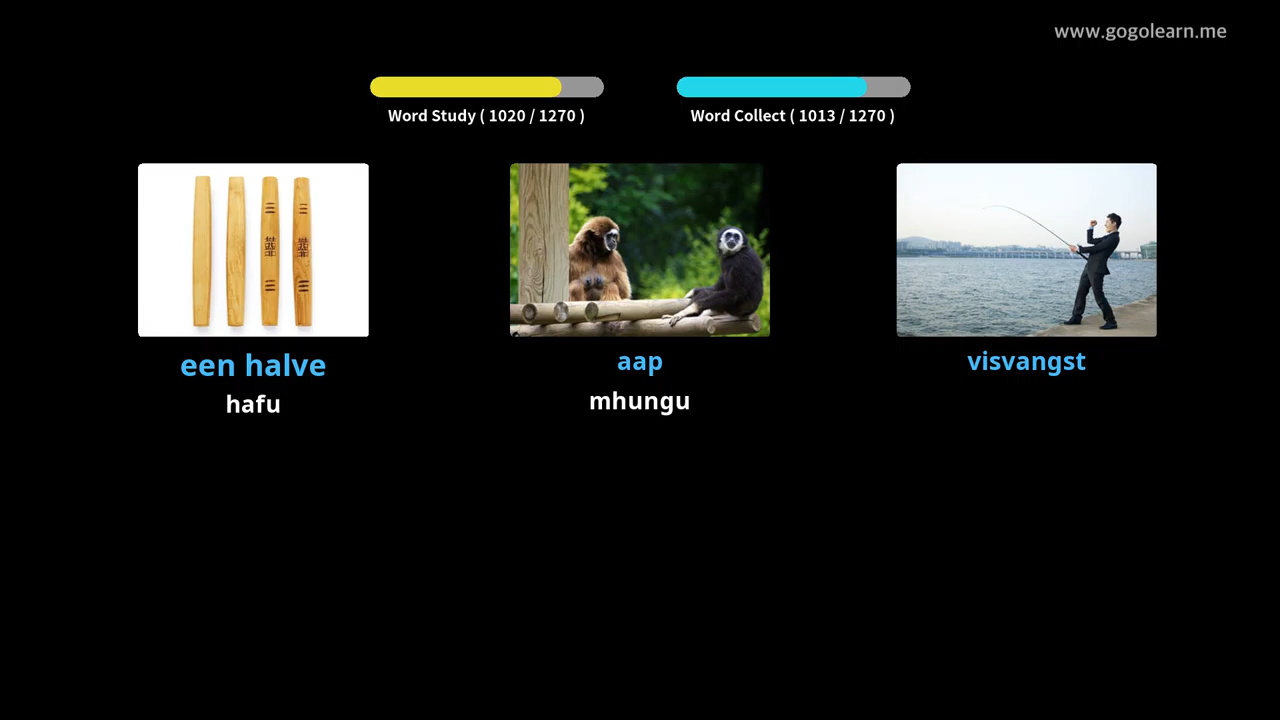 www.gogolearn.me
Word Study ( 1020 / 1270 )
Word Collect ( 1013 / 1270 )
een halve
hafu
aap
mhungu
visvangst